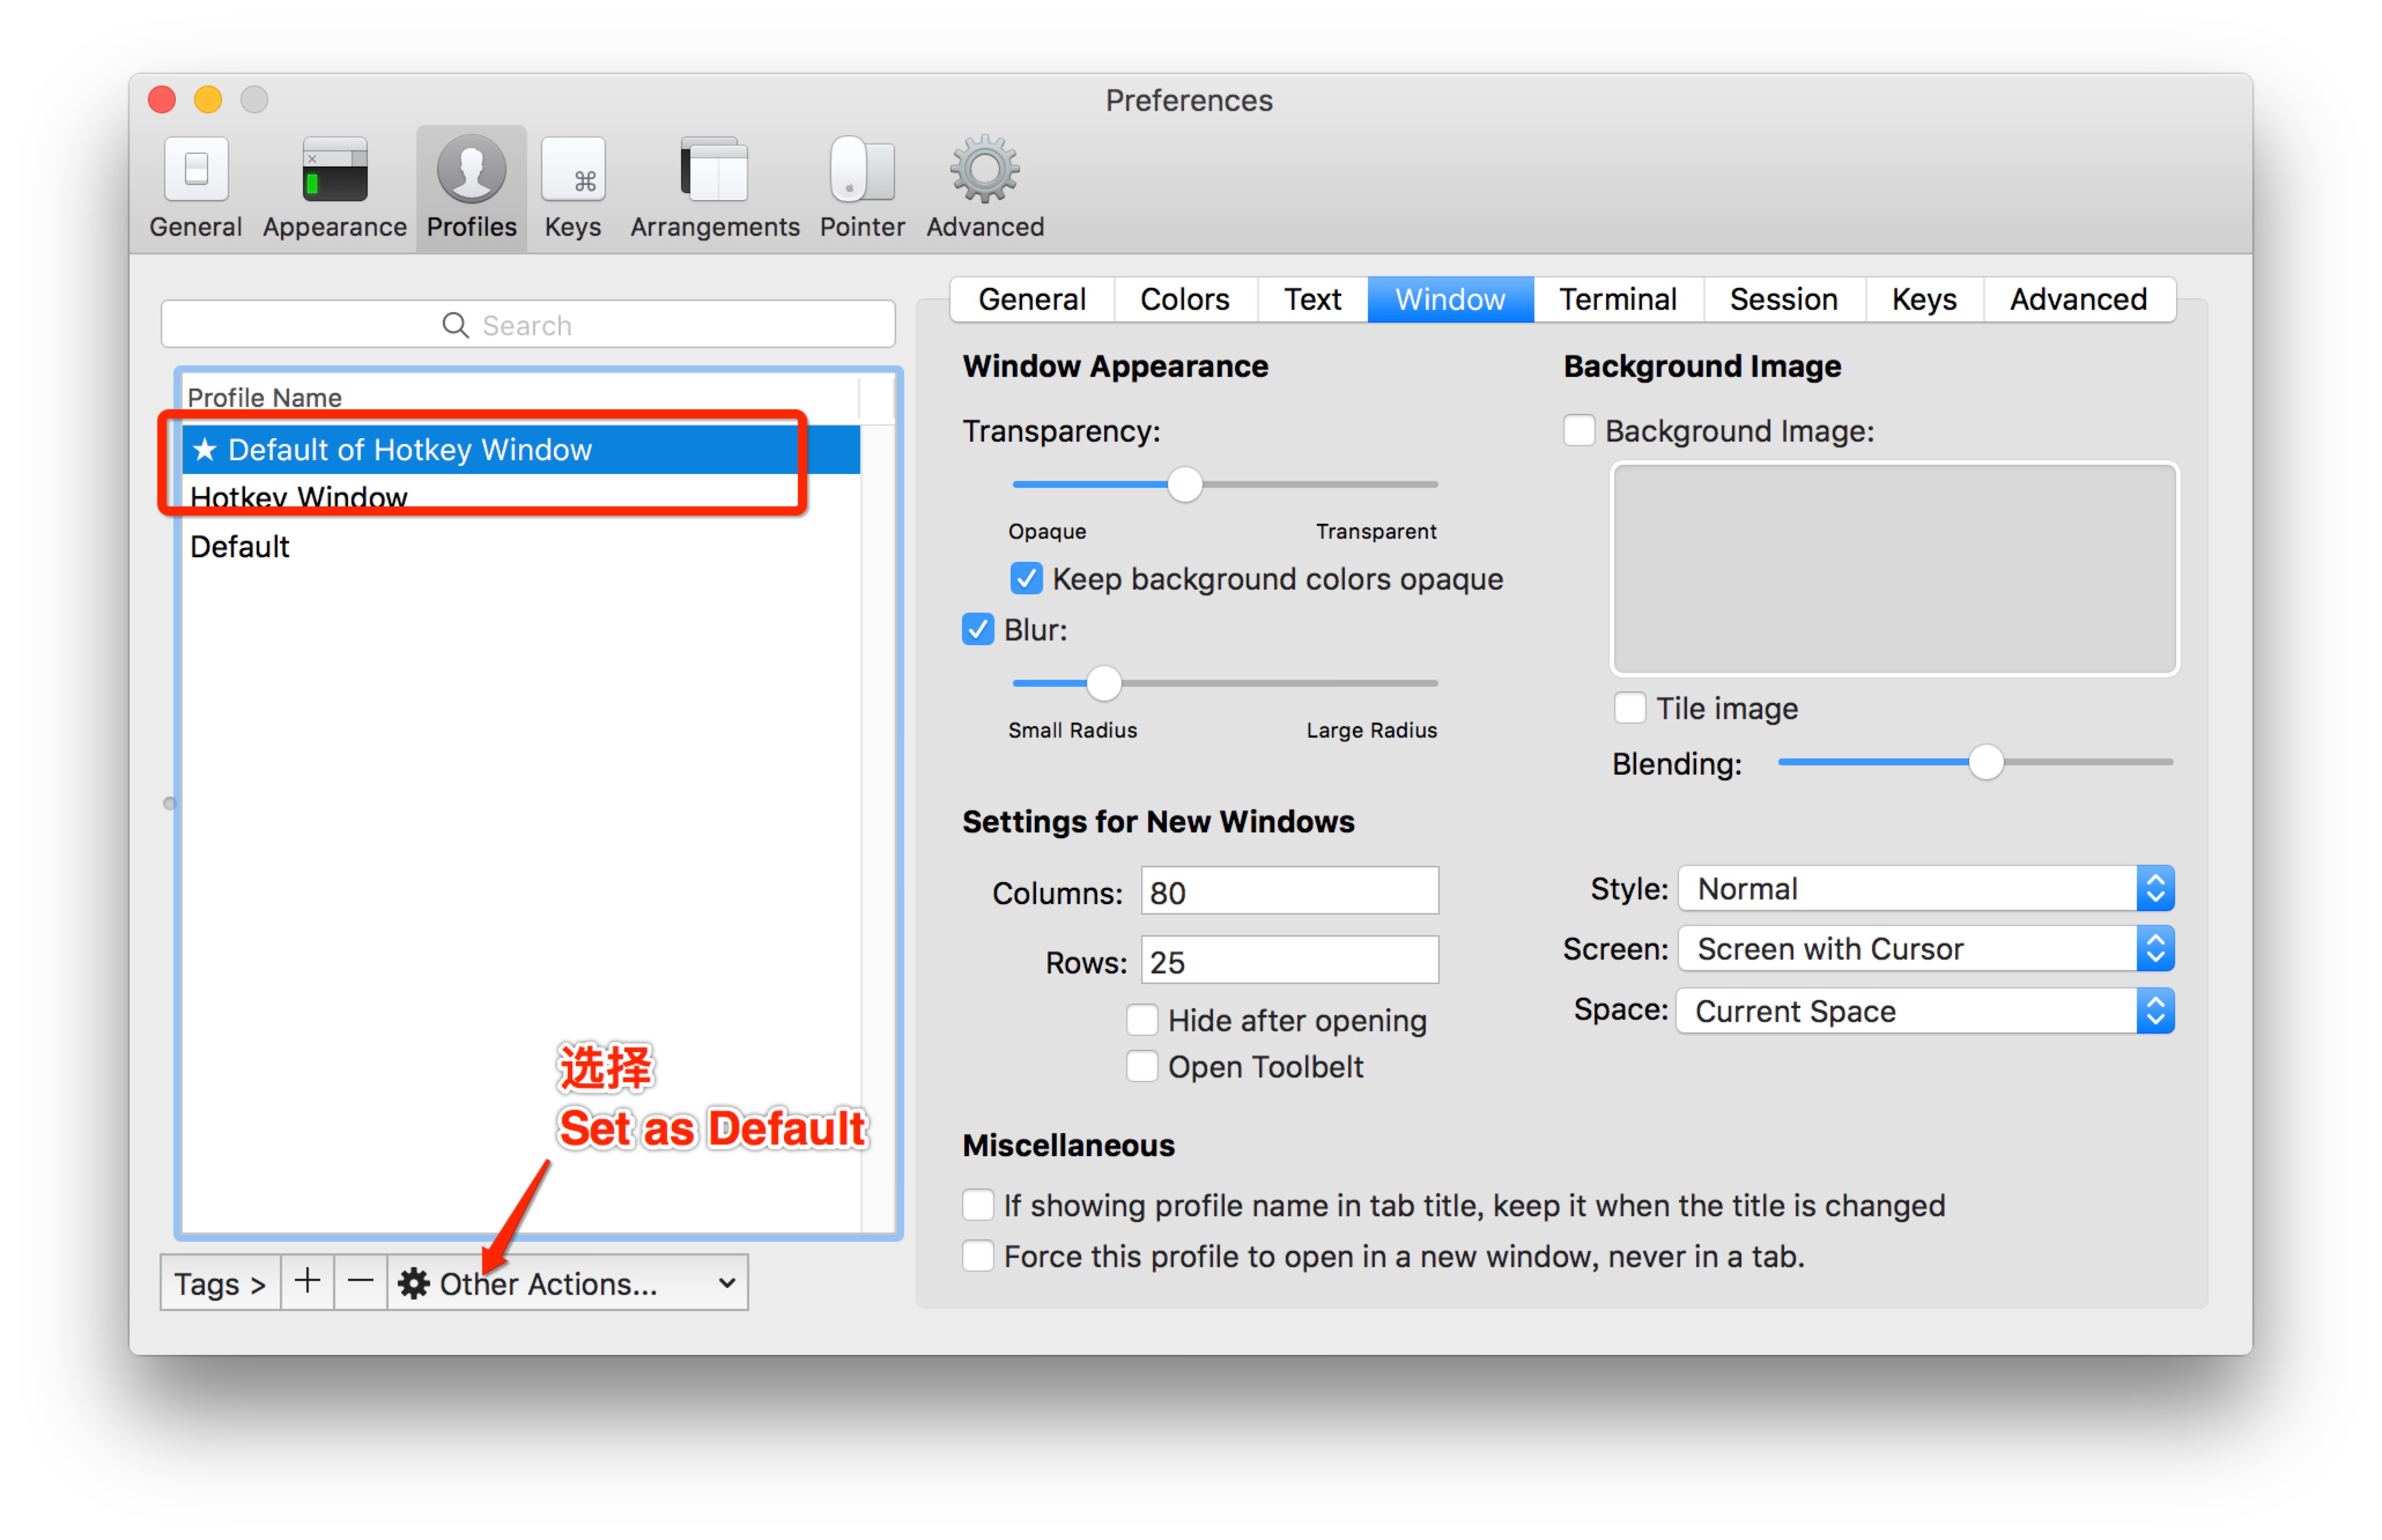 Preferences
General Appearance Profiles Keys Arrangements Pointer Advanced
Search
Profile Name
★ Default of Hotkey Window
Hotkey Window
Default
选择
Set as Default
Tags > + − Other Actions...
General Colors Text Window Terminal Session Keys Advanced
Window Appearance
Transparency:
Opaque Transparent
Keep background colors opaque
Blur:
Small Radius Large Radius
Background Image
Background Image:
Tile image
Blending:
Settings for New Windows
Columns: 80
Rows: 25
Hide after opening
Open Toolbelt
Style: Normal
Screen: Screen with Cursor
Space: Current Space
Miscellaneous
If showing profile name in tab title, keep it when the title is changed
Force this profile to open in a new window, never in a tab.